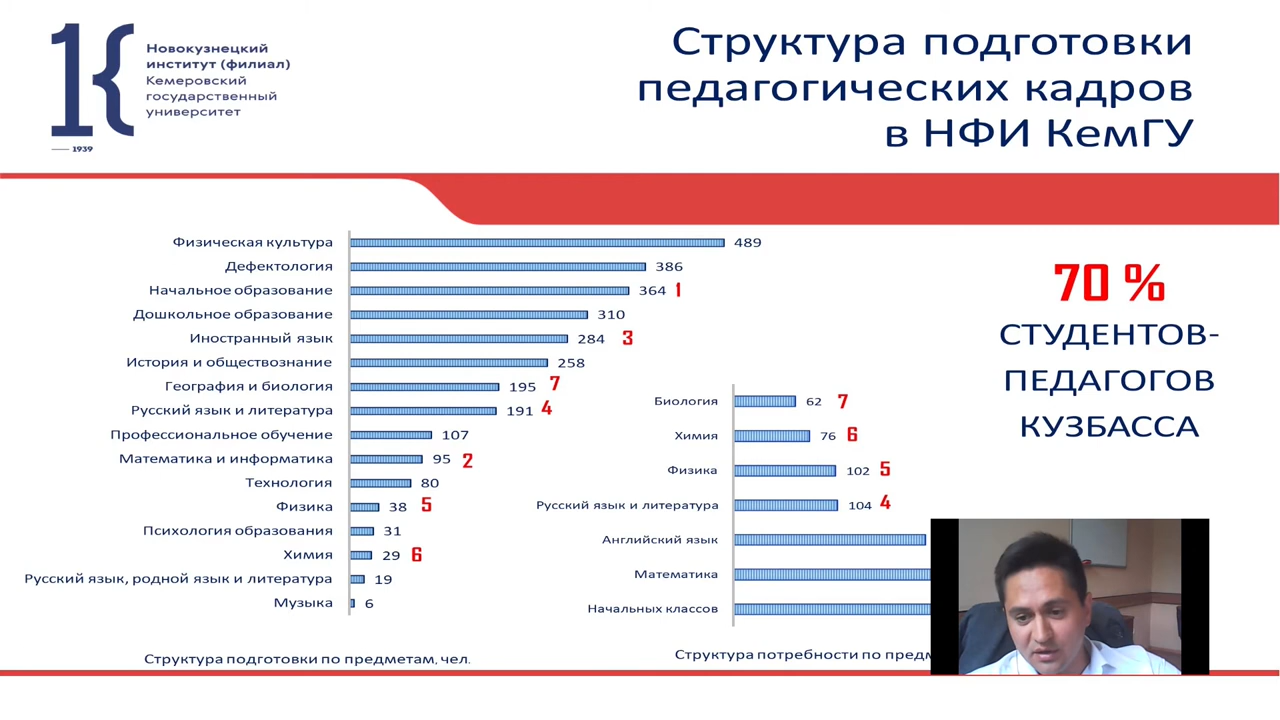 1К
Новокузнецкий
институт (филиал)
Кемеровский
государственный
университет
1939
Структура подготовки
педагогических кадров
в НФИ КемГУ
Физическая культура 489
Дефектология 386
Начальное образование 364 1
Дошкольное образование 310
Иностранный язык 284 3
История и обществознание 258
География и биология 195 7
Русский язык и литература 191 4
Профессиональное обучение 107
Математика и информатика 95 2
Технология 80
Физика 38 5
Психология образования 31
Химия 29 6
Русский язык, родной язык и литература 19
Музыка 6
Структура подготовки по предметам, чел.
Биология 62 7
Химия 76 6
Физика 102 5
Русский язык и литература 104 4
Английский язык
Математика
Начальных классов
Структура потребности по
70 %
СТУДЕНТОВ-
ПЕДАГОГОВ
КУЗБАССА